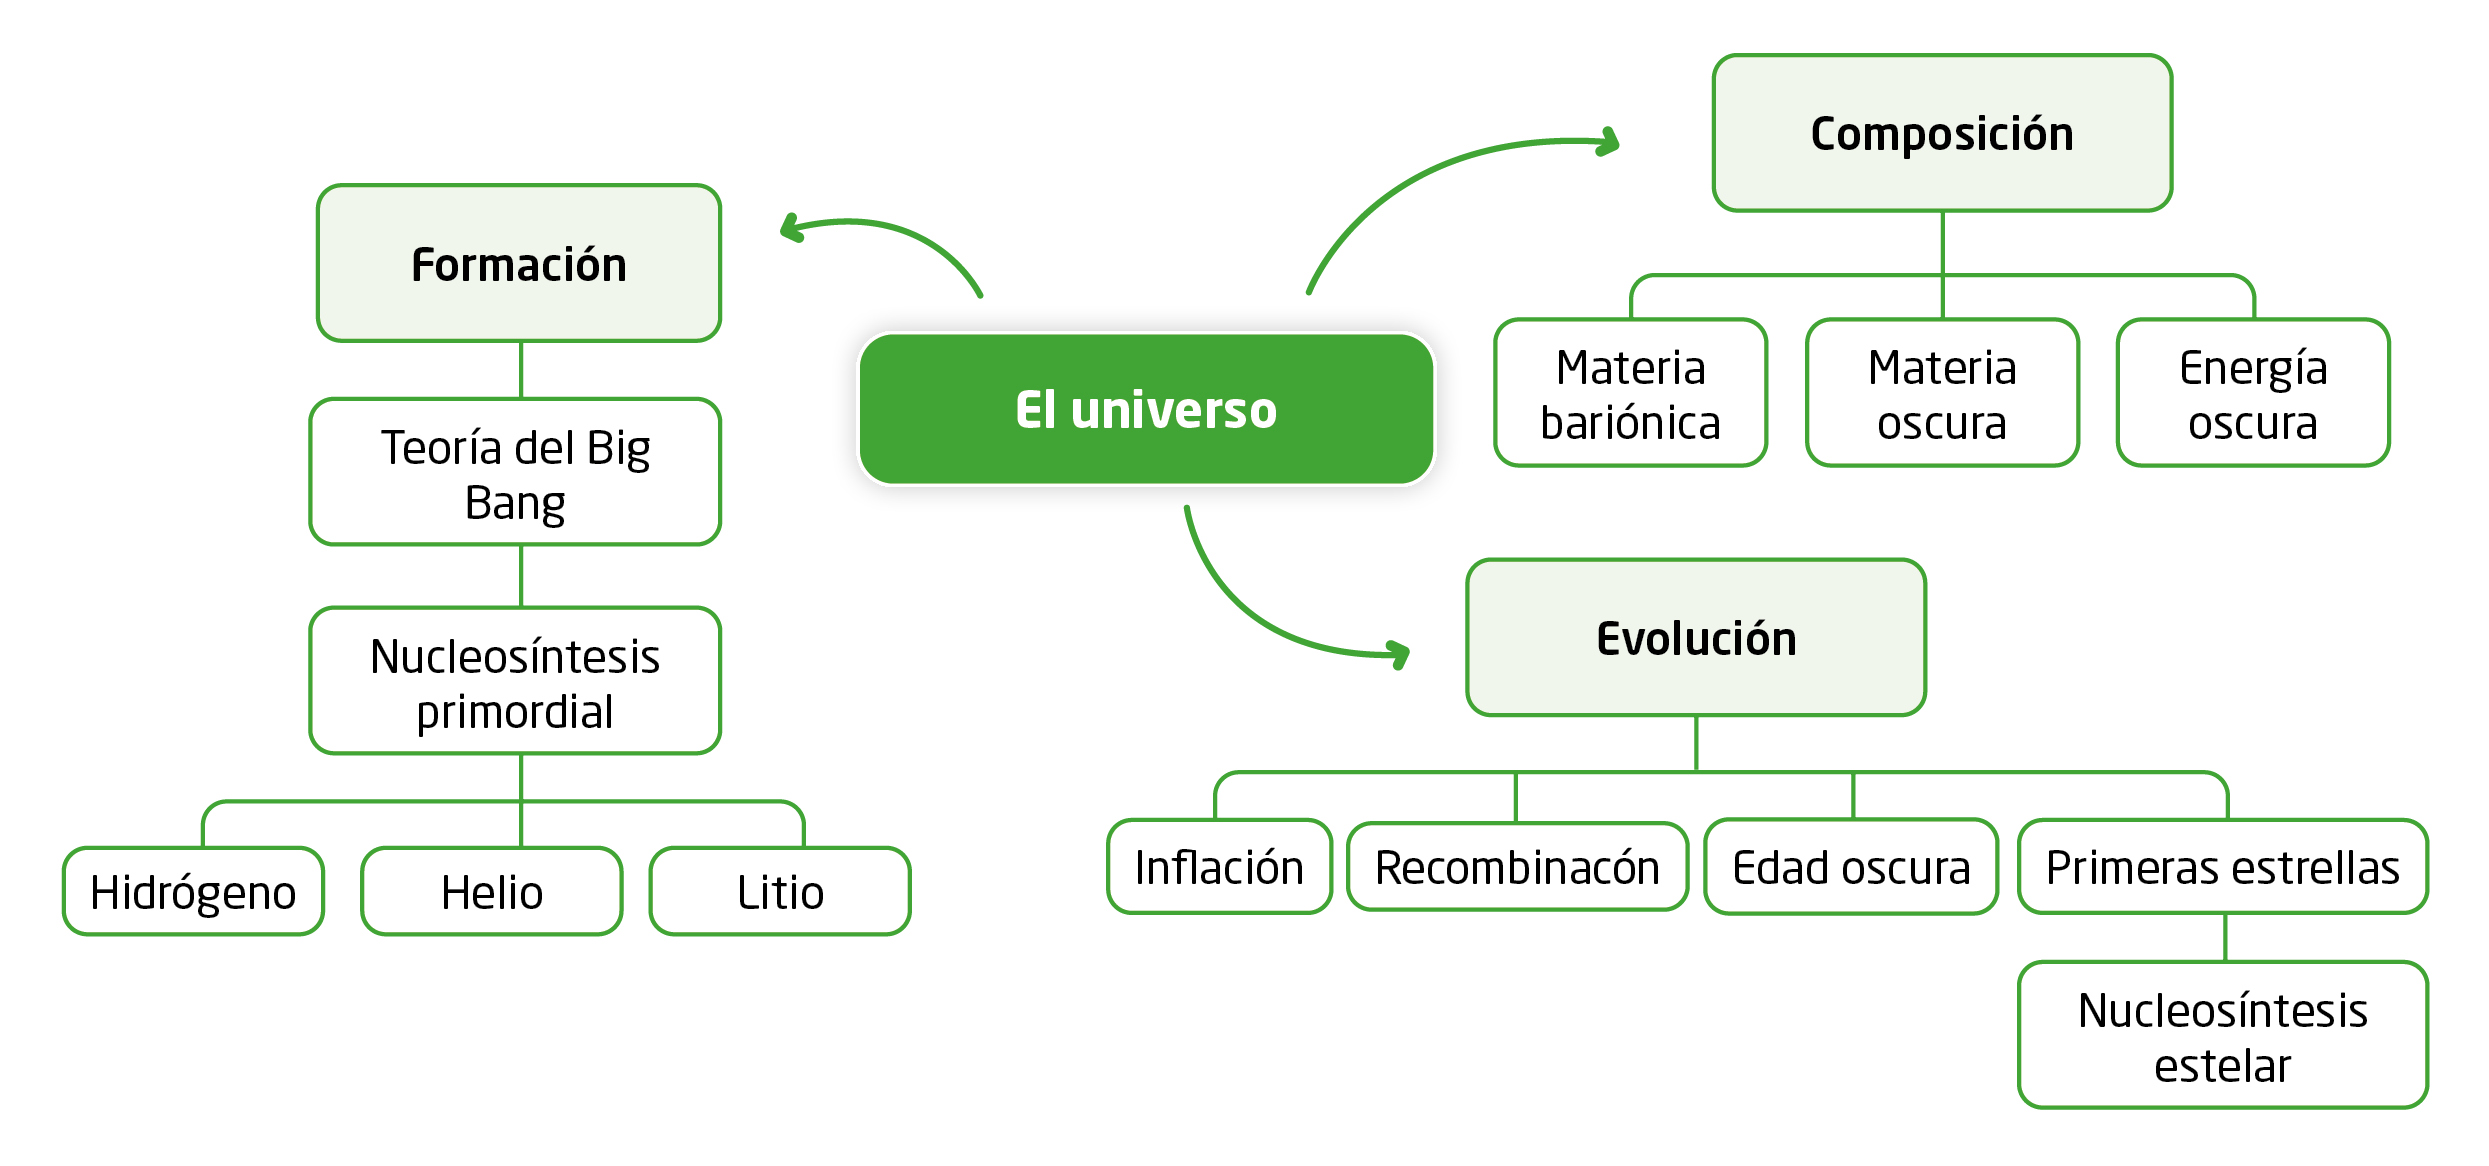 El universo
Formación
Teoría del Big
Bang
Nucleosíntesis
primordial
Hidrógeno
Helio
Litio
Composición
Materia
bariónica
Materia
oscura
Energía
oscura
Evolución
Inflación
Recombinacón
Edad oscura
Primeras estrellas
Nucleosíntesis
estelar